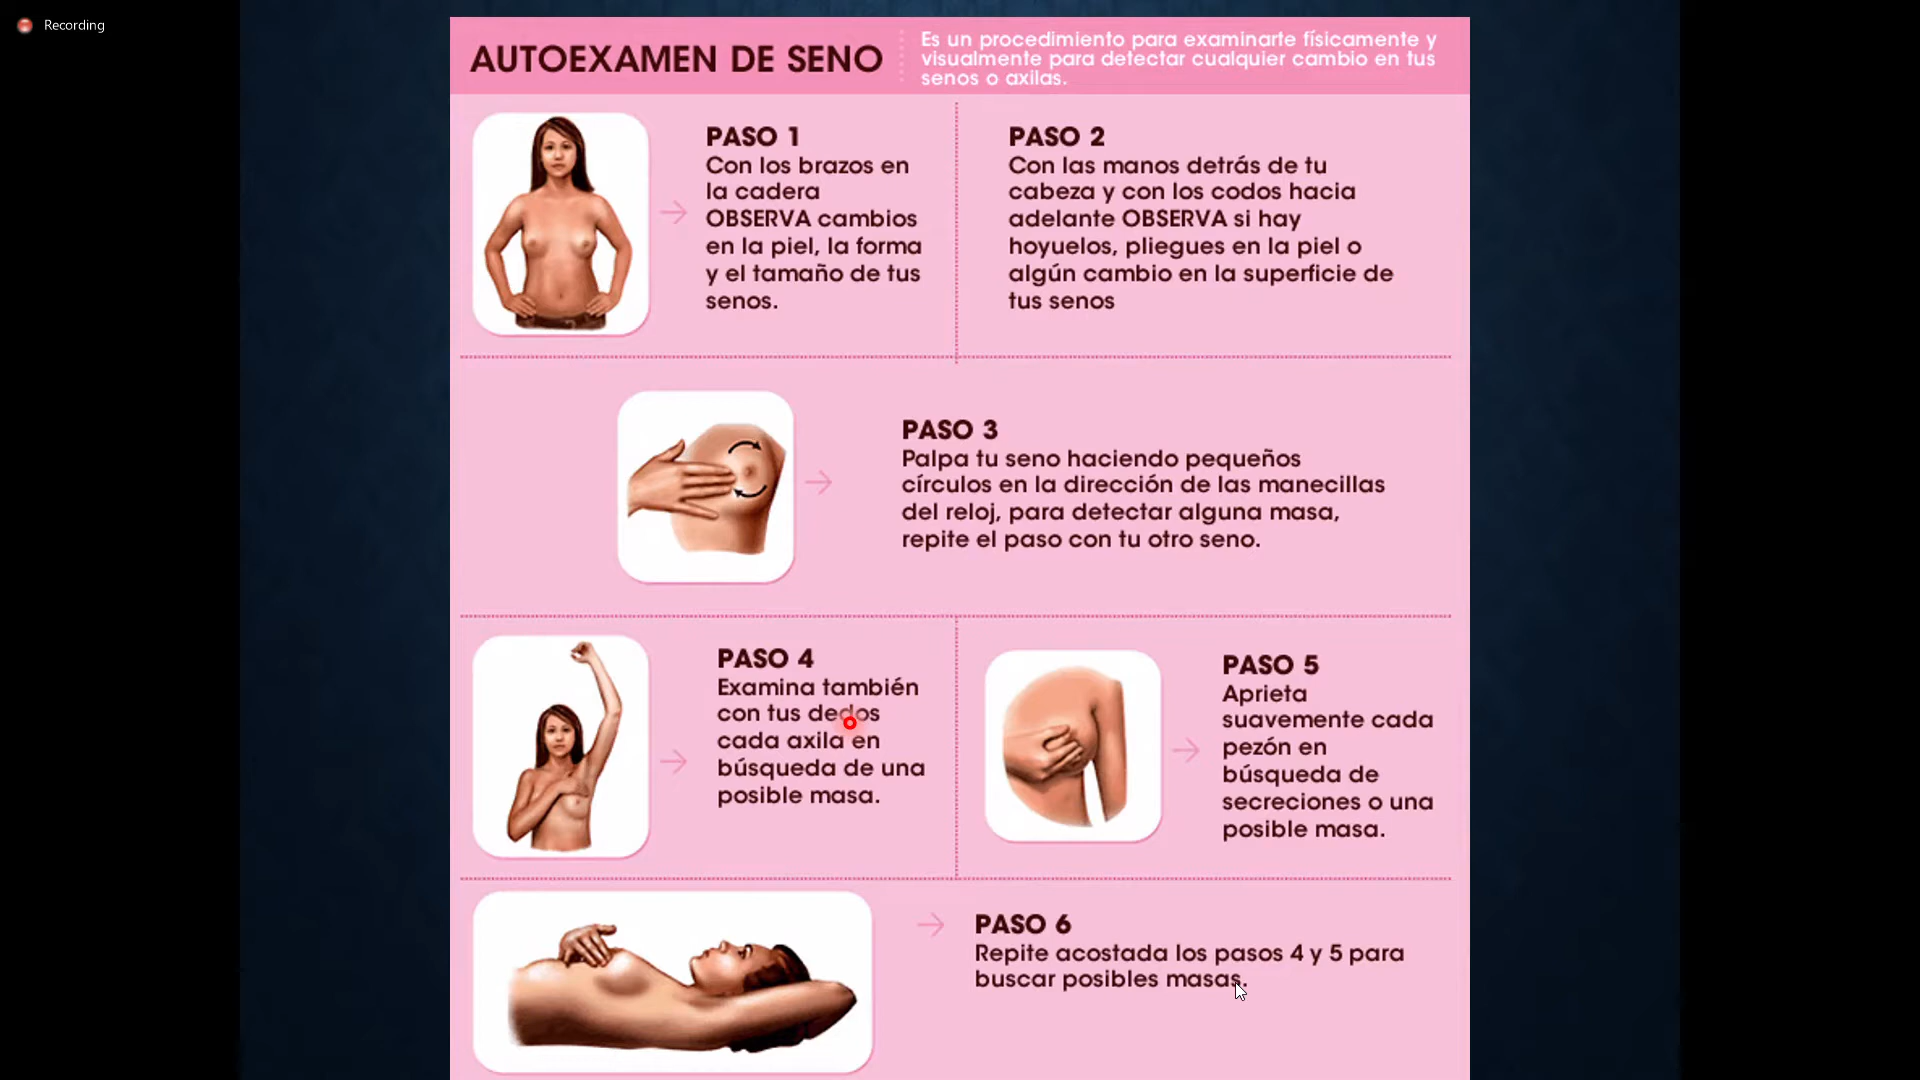 Recording
AUTOEXAMEN DE SENO
Es un procedimiento para examinarte físicamente y
visualmente para detectar cualquier cambio en tus
senos o axilas.
PASO 1
Con los brazos en
la cadera
OBSERVA cambios
en la piel, la forma
y el tamaño de tus
senos.
PASO 2
Con las manos detrás de tu
cabeza y con los codos hacia
adelante OBSERVA si hay
hoyuelos, pliegues en la piel o
algún cambio en la superficie de
tus senos
PASO 3
Palpa tu seno haciendo pequeños
círculos en la dirección de las manecillas
del reloj, para detectar alguna masa,
repite el paso con tu otro seno.
PASO 4
Examina también
con tus dedos
cada axila en
búsqueda de una
posible masa.
PASO 5
Aprieta
suavemente cada
pezón en
búsqueda de
secreciones o una
posible masa.
PASO 6
Repite acostada los pasos 4 y 5 para
buscar posibles masas.